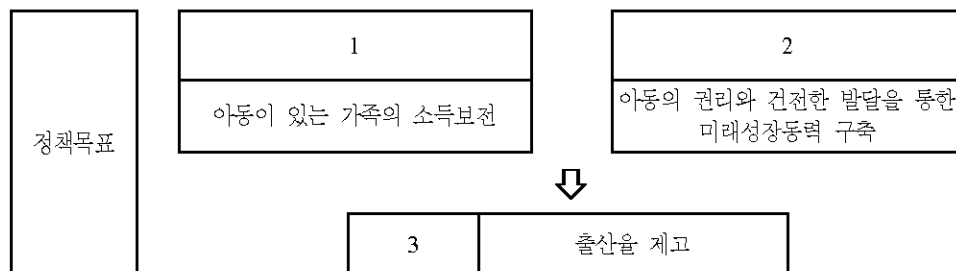 1
2
아동이 있는 가족의 소득보전
아동의 권리와 건전한 발달을 통한
미래성장동력 구축
정책목표
3
출산율 제고